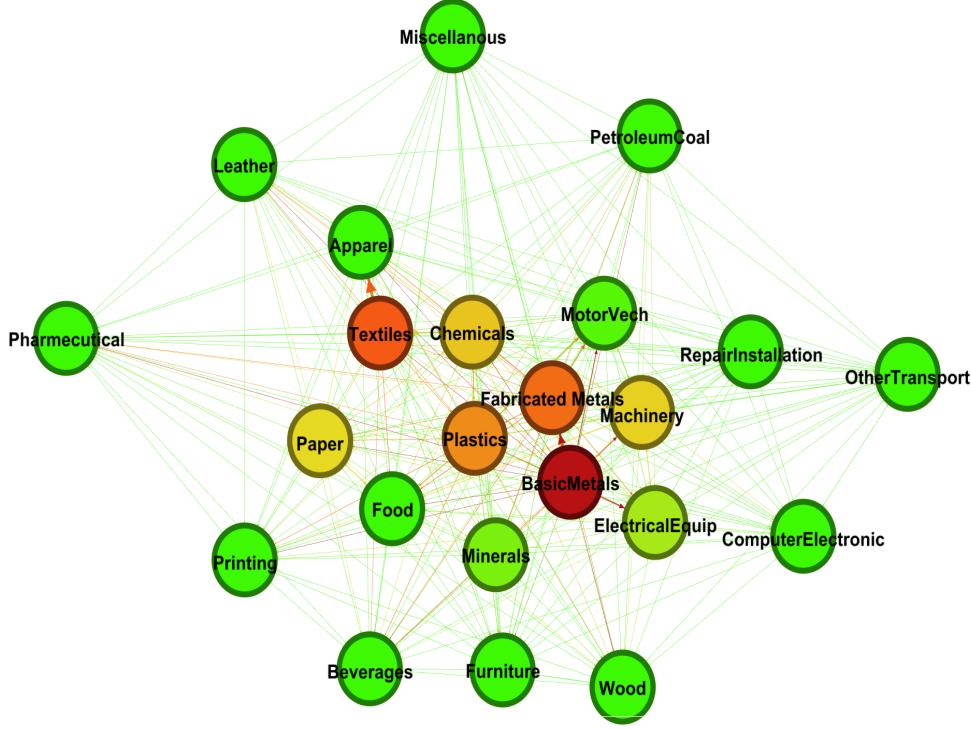 Miscellanous
PetroleumCoal
Leather
Apparel
MotorVech
Textiles
Chemicals
Pharmecutical
RepairInstallation
OtherTransport
Fabricated Metals
Machinery
Paper
Plastics
BasicMetals
Food
ElectricalEquip
ComputerElectronic
Minerals
Printing
Beverages
Furniture
Wood